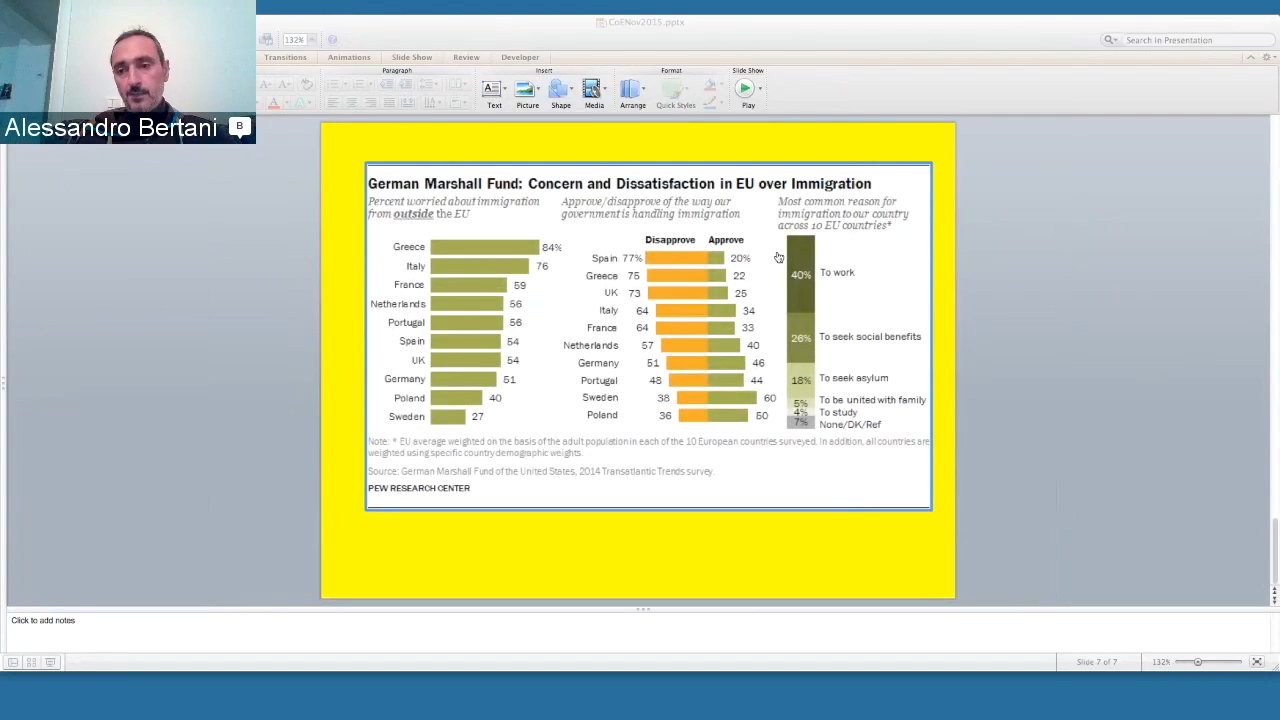 CoENov2015.pptx
132%
Search in Presentation
Transitions Animations Slide Show Review Developer
Paragraph Insert Format Slide Show
Text Picture Shape Media Arrange Quick Styles Play
Alessandro Bertani B
German Marshall Fund: Concern and Dissatisfaction in EU over Immigration
Percent worried about immigration
from outside the EU
Greece 84%
Italy 76
France 59
Netherlands 56
Portugal 56
Spain 54
UK 54
Germany 51
Poland 40
Sweden 27
Approve/disapprove of the way our
government is handling immigration
Disapprove Approve
Spain 77% 20%
Greece 75 22
UK 73 25
Italy 64 34
France 64 33
Netherlands 57 40
Germany 51 46
Portugal 48 44
Sweden 38 60
Poland 36 50
Most common reason for
immigration to our country
across 10 EU countries*
40% To work
26% To seek social benefits
18% To seek asylum
5% To be united with family
4% To study
7% None/DK/Ref
Note: * EU average weighted on the basis of the adult population in each of the 10 European countries surveyed. In addition, all countries are
weighted using specific country demographic weights.
Source: German Marshall Fund of the United States, 2014 Transatlantic Trends survey.
PEW RESEARCH CENTER
Click to add notes
Slide 7 of 7
132%